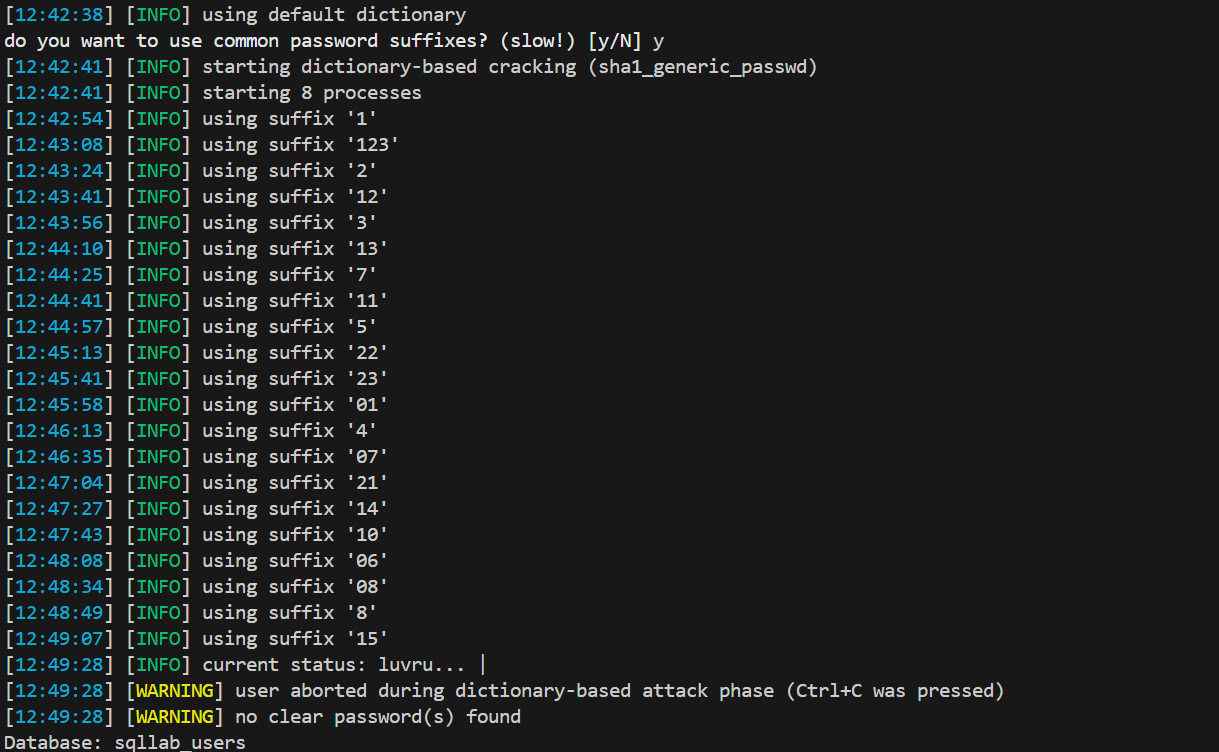 [12:42:38] [INFO] using default dictionary
do you want to use common password suffixes? (slow!) [y/N] y
[12:42:41] [INFO] starting dictionary-based cracking (sha1_generic_passwd)
[12:42:41] [INFO] starting 8 processes
[12:42:54] [INFO] using suffix '1'
[12:43:08] [INFO] using suffix '123'
[12:43:24] [INFO] using suffix '2'
[12:43:41] [INFO] using suffix '12'
[12:43:56] [INFO] using suffix '3'
[12:44:10] [INFO] using suffix '13'
[12:44:25] [INFO] using suffix '7'
[12:44:41] [INFO] using suffix '11'
[12:44:57] [INFO] using suffix '5'
[12:45:13] [INFO] using suffix '22'
[12:45:41] [INFO] using suffix '23'
[12:45:58] [INFO] using suffix '01'
[12:46:13] [INFO] using suffix '4'
[12:46:35] [INFO] using suffix '07'
[12:47:04] [INFO] using suffix '21'
[12:47:27] [INFO] using suffix '14'
[12:47:43] [INFO] using suffix '10'
[12:48:08] [INFO] using suffix '06'
[12:48:34] [INFO] using suffix '08'
[12:48:49] [INFO] using suffix '8'
[12:49:07] [INFO] using suffix '15'
[12:49:28] [INFO] current status: luvru... |
[12:49:28] [WARNING] user aborted during dictionary-based attack phase (Ctrl+C was pressed)
[12:49:28] [WARNING] no clear password(s) found
Database: sqllab_users